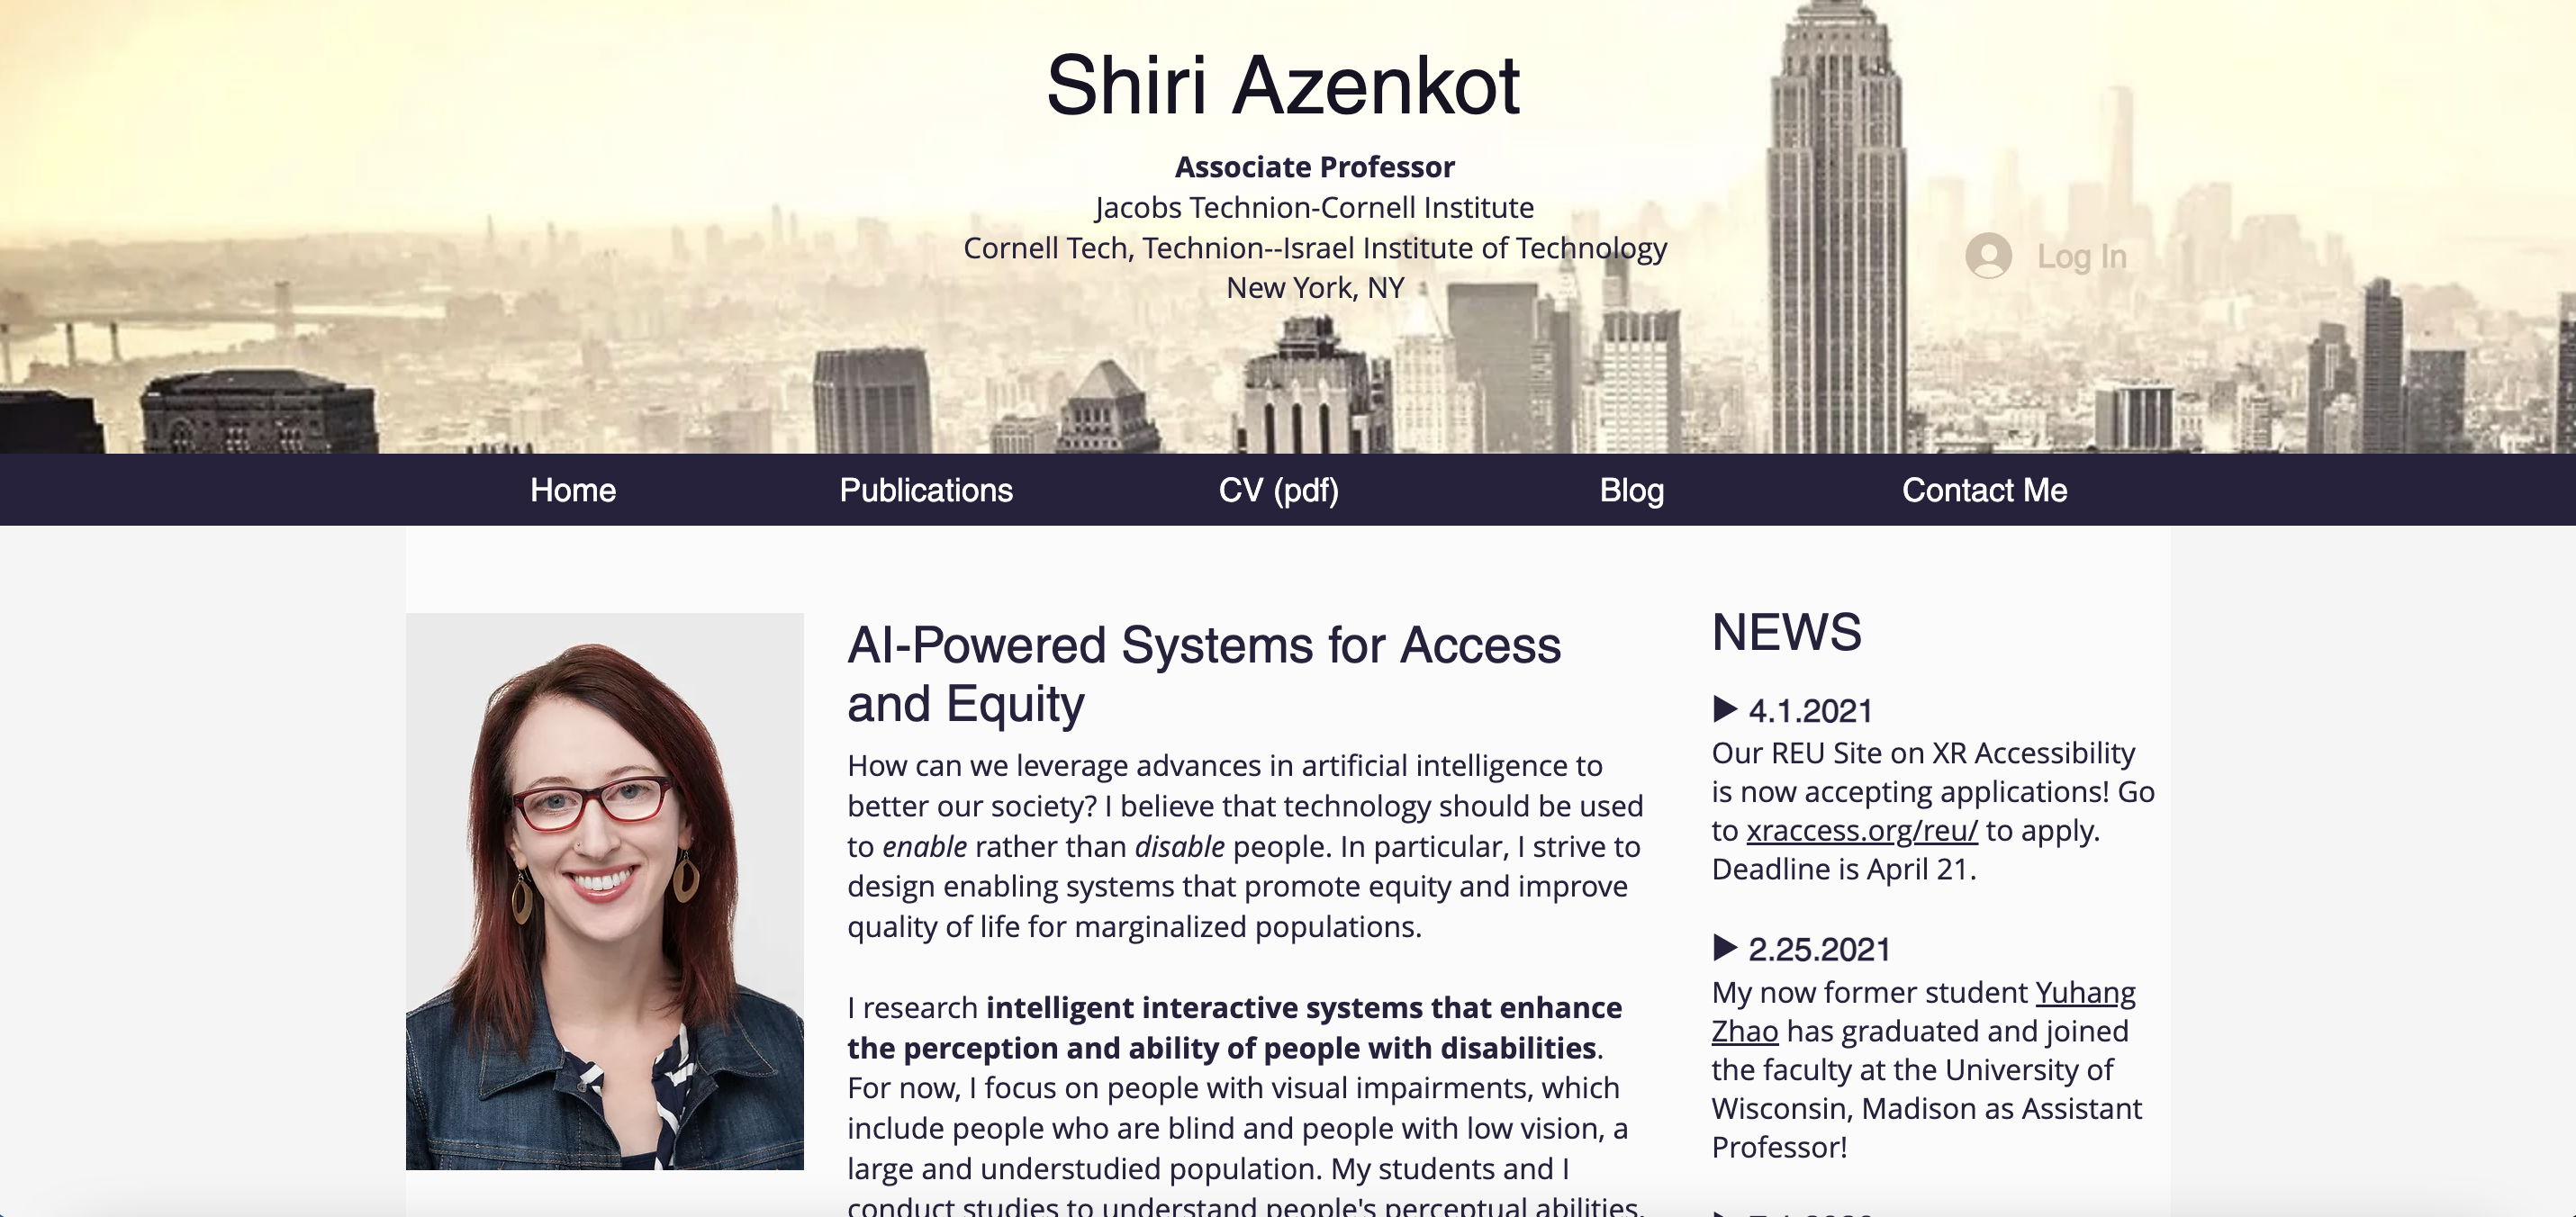 Shiri Azenkot
Associate Professor
Jacobs Technion-Cornell Institute
Cornell Tech, Technion--Israel Institute of Technology
New York, NY
Log In
Home
Publications
CV (pdf)
Blog
Contact Me
AI-Powered Systems for Access
and Equity
How can we leverage advances in artificial intelligence to
better our society? I believe that technology should be used
to enable rather than disable people. In particular, I strive to
design enabling systems that promote equity and improve
quality of life for marginalized populations.
I research intelligent interactive systems that enhance
the perception and ability of people with disabilities.
For now, I focus on people with visual impairments, which
include people who are blind and people with low vision, a
large and understudied population. My students and I
conduct studies to understand people's perceptual abilities,
NEWS
▶ 4.1.2021
Our REU Site on XR Accessibility
is now accepting applications! Go
to xraccess.org/reu/ to apply.
Deadline is April 21.
▶ 2.25.2021
My now former student Yuhang
Zhao has graduated and joined
the faculty at the University of
Wisconsin, Madison as Assistant
Professor!